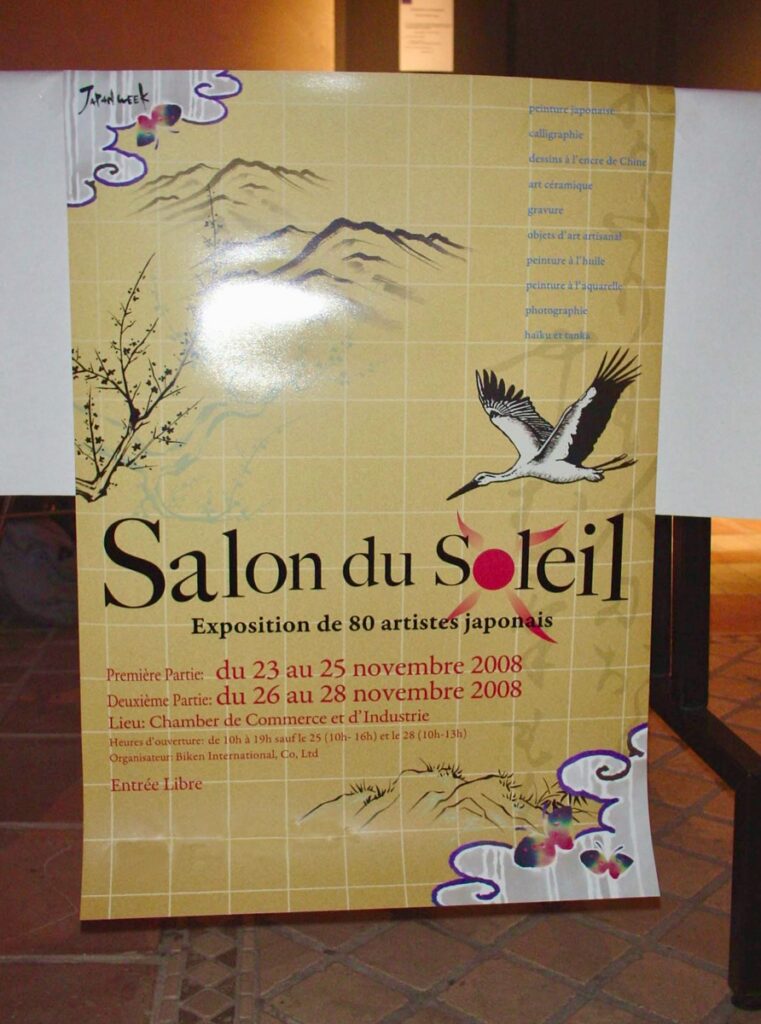 Japan Week
peinture japonaise
calligraphie
dessins à l'encre de Chine
art céramique
gravure
objets d'art artisanal
peinture à l'huile
peinture à l'aquarelle
photographie
haïku et tanka
Salon du Soleil
Exposition de 80 artistes japonais
Première Partie: du 23 au 25 novembre 2008
Deuxième Partie: du 26 au 28 novembre 2008
Lieu: Chamber de Commerce et d'Industrie
Heures d'ouverture: de 10h à 19h sauf le 25 (10h- 16h) et le 28 (10h-13h)
Organisateur: Biken International, Co, Ltd
Entrée Libre